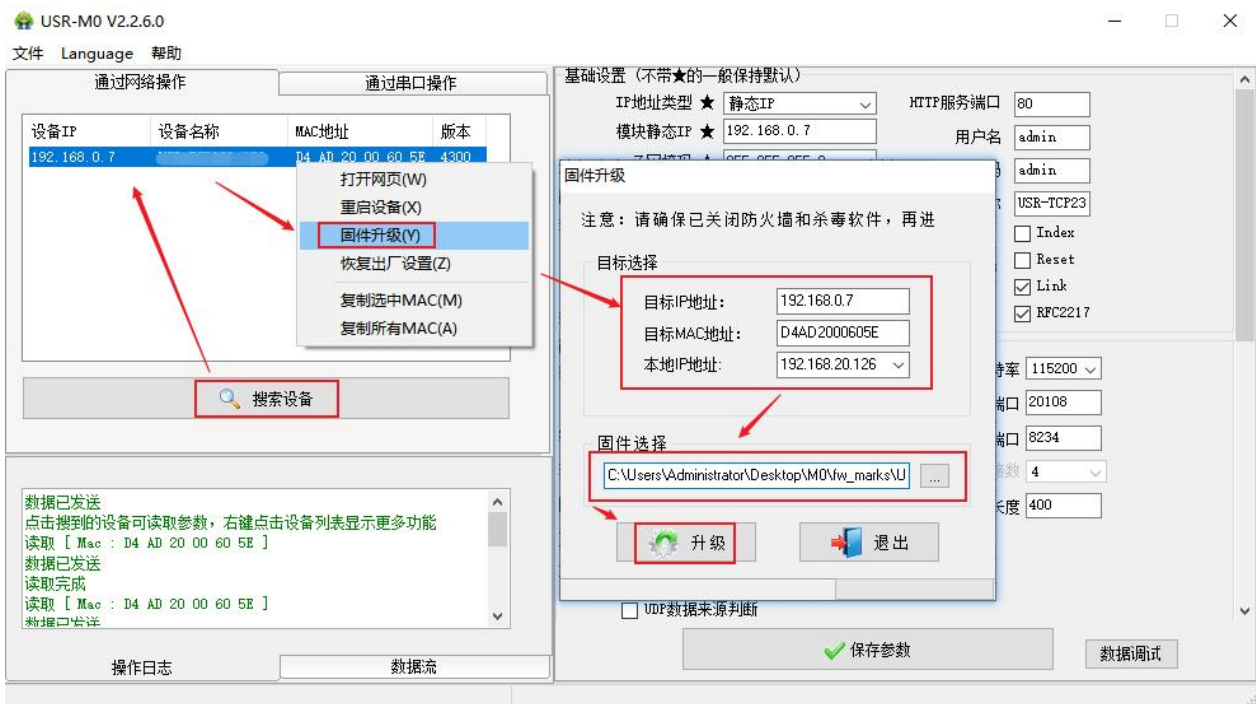 USR-M0 V2.2.6.0
文件 Language 帮助
通过网络操作 通过串口操作
设备IP 设备名称 MAC地址 版本
192.168.0.7 D4 AD 20 00 60 5E 4300
打开网页(W)
重启设备(X)
固件升级(Y)
恢复出厂设置(Z)
复制选中MAC(M)
复制所有MAC(A)
搜索设备
数据已发送
点击搜到的设备可读取参数，右键点击设备列表显示更多功能
读取 [ Mac : D4 AD 20 00 60 5E ]
数据已发送
读取完成
读取 [ Mac : D4 AD 20 00 60 5E ]
数据已发送
操作日志 数据流
基础设置（不带★的一般保持默认）
IP地址类型 ★ 静态IP
模块静态IP ★ 192.168.0.7
HTTP服务端口 80
用户名 admin
admin
USR-TCP23
Index
Reset
Link
RFC2217
固件升级
注意：请确保已关闭防火墙和杀毒软件，再进
目标选择
目标IP地址： 192.168.0.7
目标MAC地址： D4AD2000605E
本地IP地址: 192.168.20.126
固件选择
C:\Users\Administrator\Desktop\M0\fw_marks\U ...
升级 退出
率 115200
端口 20108
端口 8234
数 4
长度 400
UDP数据来源判断
保存参数
数据调试